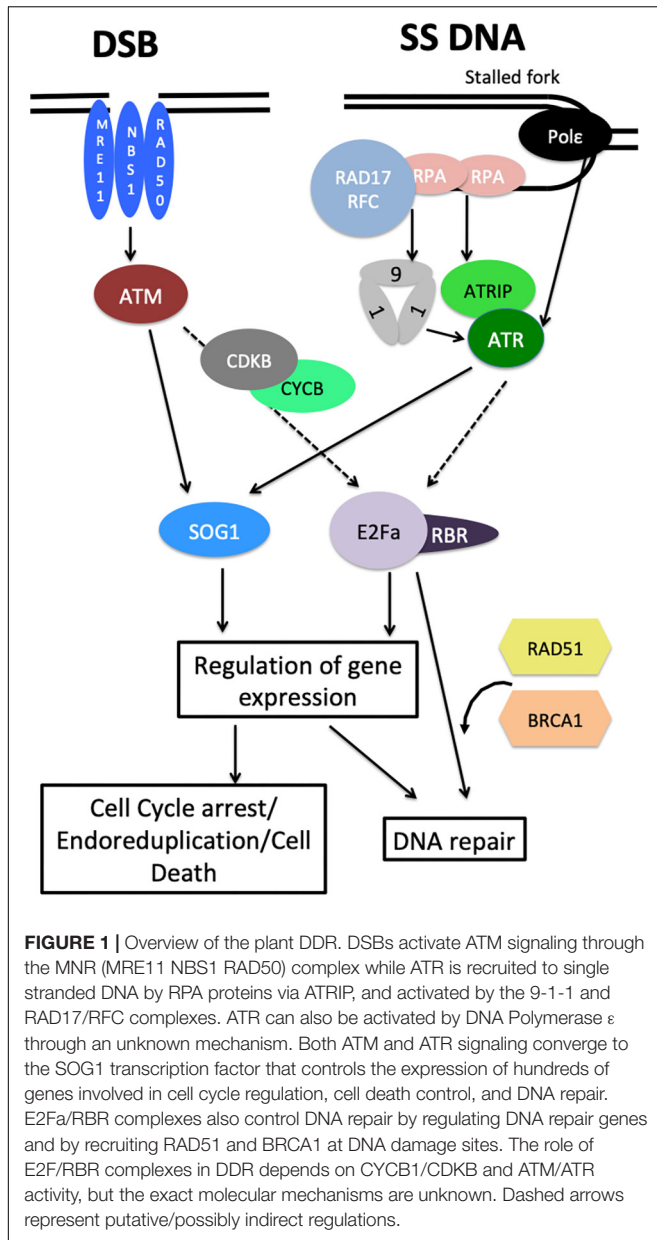 DSB
SS DNA
Stalled fork
MRE11
NBS1
RAD50
Polε
RAD17
RFC
RPA
RPA
9
1
1
ATRIP
ATR
ATM
CDKB
CYCB
SOG1
E2Fa
RBR
Regulation of gene
expression
RAD51
BRCA1
Cell Cycle arrest/
Endoreduplication/Cell
Death
DNA repair
FIGURE 1 | Overview of the plant DDR. DSBs activate ATM signaling through
the MNR (MRE11 NBS1 RAD50) complex while ATR is recruited to single
stranded DNA by RPA proteins via ATRIP, and activated by the 9-1-1 and
RAD17/RFC complexes. ATR can also be activated by DNA Polymerase ε
through an unknown mechanism. Both ATM and ATR signaling converge to
the SOG1 transcription factor that controls the expression of hundreds of
genes involved in cell cycle regulation, cell death control, and DNA repair.
E2Fa/RBR complexes also control DNA repair by regulating DNA repair genes
and by recruiting RAD51 and BRCA1 at DNA damage sites. The role of
E2F/RBR complexes in DDR depends on CYCB1/CDKB and ATM/ATR
activity, but the exact molecular mechanisms are unknown. Dashed arrows
represent putative/possibly indirect regulations.